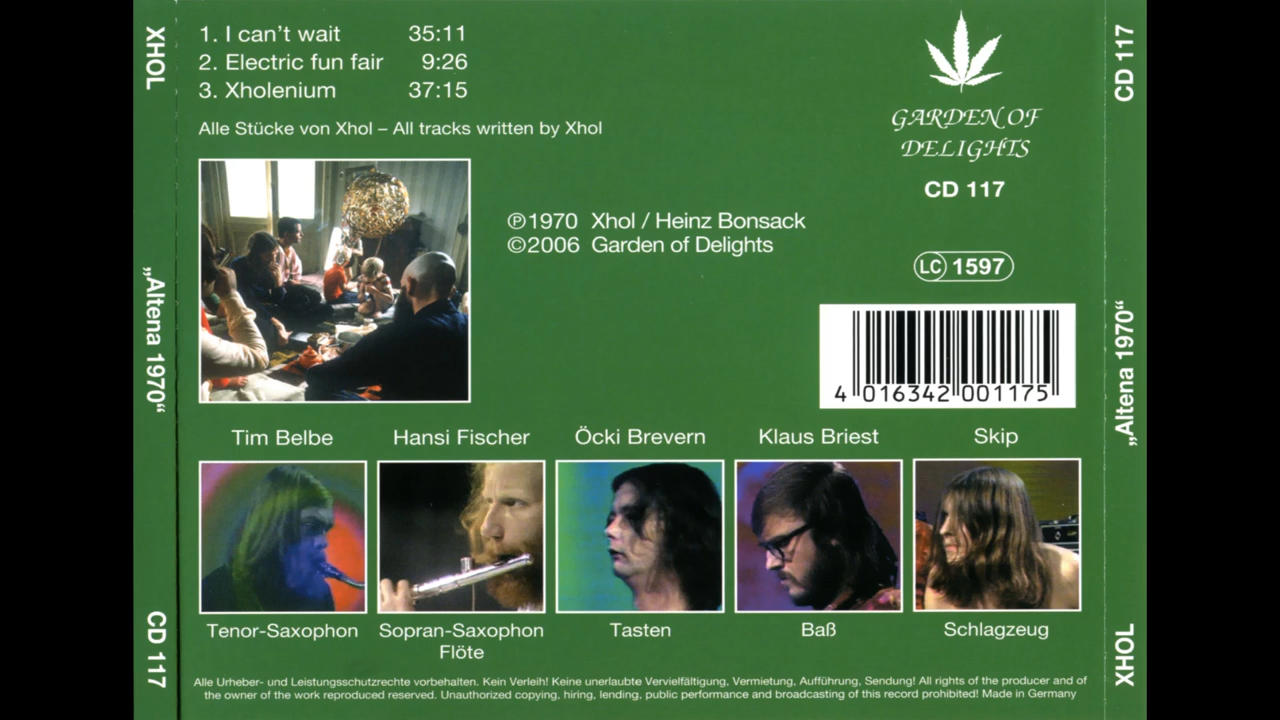 XHOL
„Altena 1970“
CD 117
1. I can't wait 35:11
2. Electric fun fair 9:26
3. Xholenium 37:15
Alle Stücke von Xhol – All tracks written by Xhol
GARDEN OF
DELIGHTS
CD 117
℗1970 Xhol / Heinz Bonsack
©2006 Garden of Delights
LC 1597
4 016342 001175
Tim Belbe
Hansi Fischer
Öcki Brevern
Klaus Briest
Skip
Tenor-Saxophon
Sopran-Saxophon
Flöte
Tasten
Baß
Schlagzeug
Alle Urheber- und Leistungsschutzrechte vorbehalten. Kein Verleih! Keine unerlaubte Vervielfältigung, Vermietung, Aufführung, Sendung! All rights of the producer and of
the owner of the work reproduced reserved. Unauthorized copying, hiring, lending, public performance and broadcasting of this record prohibited! Made in Germany
CD 117
„Altena 1970“
XHOL